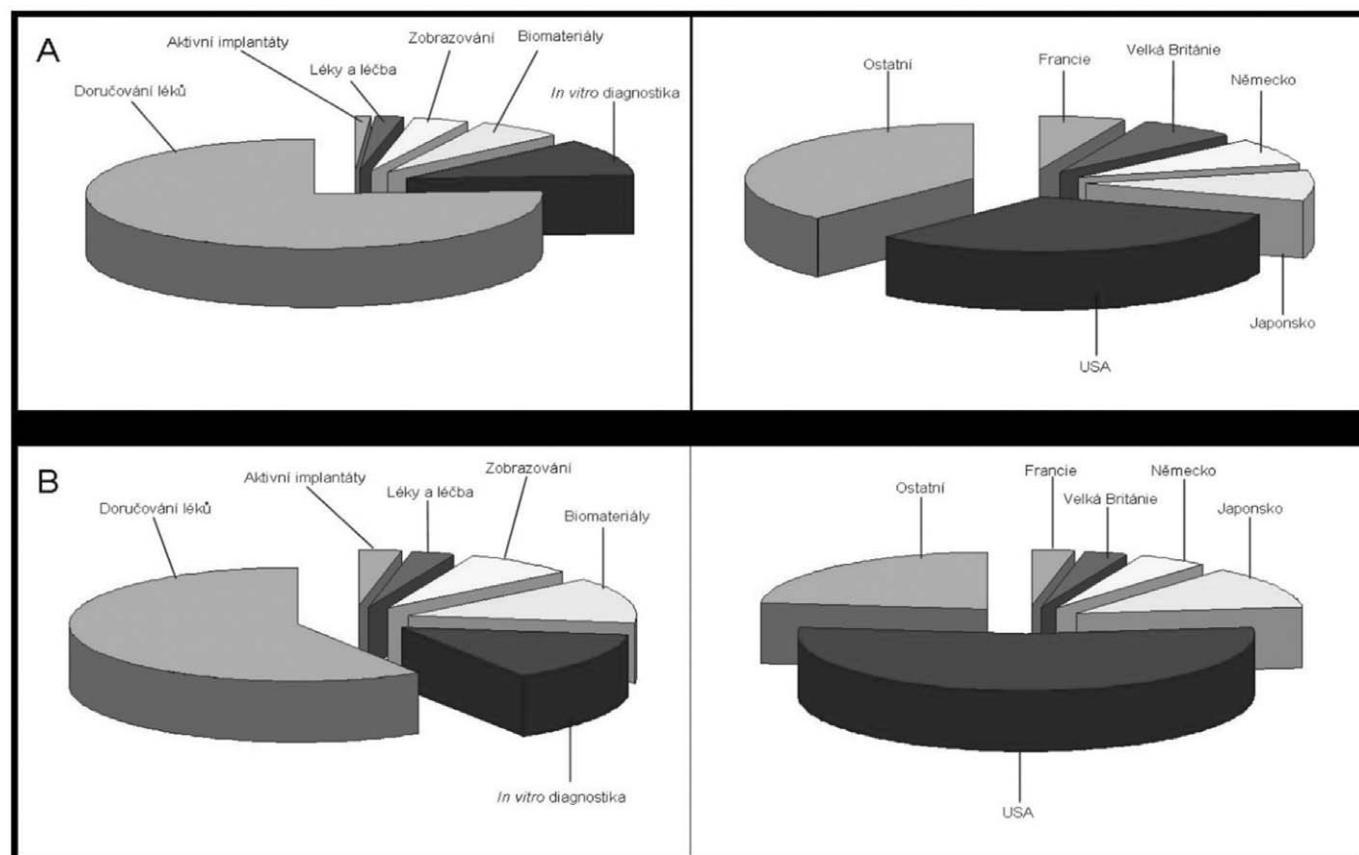 A
Aktivní implantáty
Zobrazování
Biomateriály
Léky a léčba
Doručování léků
In vitro diagnostika
Ostatní
Francie
Velká Británie
Německo
Japonsko
USA
B
Aktivní implantáty
Zobrazování
Léky a léčba
Doručování léků
Biomateriály
In vitro diagnostika
Ostatní
Francie
Německo
Velká Británie
Japonsko
USA